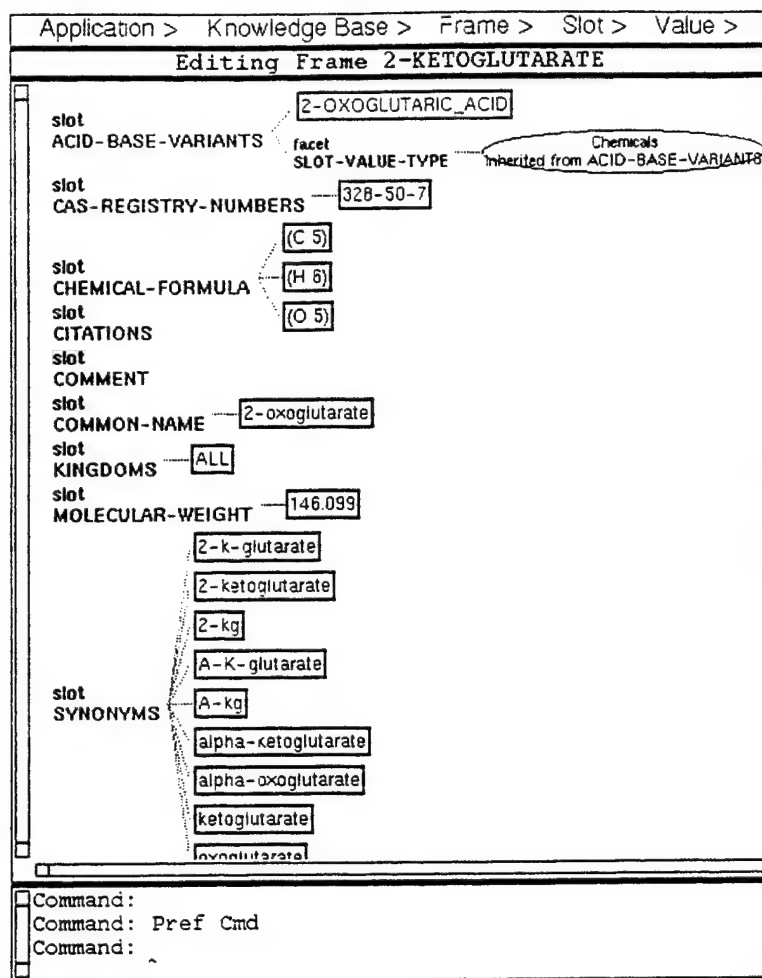 Application > Knowledge Base > Frame > Slot > Value >
Editing Frame 2-KETOGLUTARATE
2-OXOGLUTARIC_ACID
slot
ACID-BASE-VARIANTS
facet
SLOT-VALUE-TYPE
Chemicals
Inherited from ACID-BASE-VARIANTS
slot
CAS-REGISTRY-NUMBERS
328-50-7
(C 5)
slot
CHEMICAL-FORMULA
(H 6)
slot
CITATIONS
(O 5)
slot
COMMENT
slot
COMMON-NAME
2-oxoglutarate
slot
KINGDOMS
ALL
slot
MOLECULAR-WEIGHT
146.099
2-k-glutarate
2-ketoglutarate
2-kg
A-K-glutarate
slot
SYNONYMS
A-kg
alpha-ketoglutarate
alpha-oxoglutarate
ketoglutarate
oxoglutarate
Command:
Command: Pref Cmd
Command: